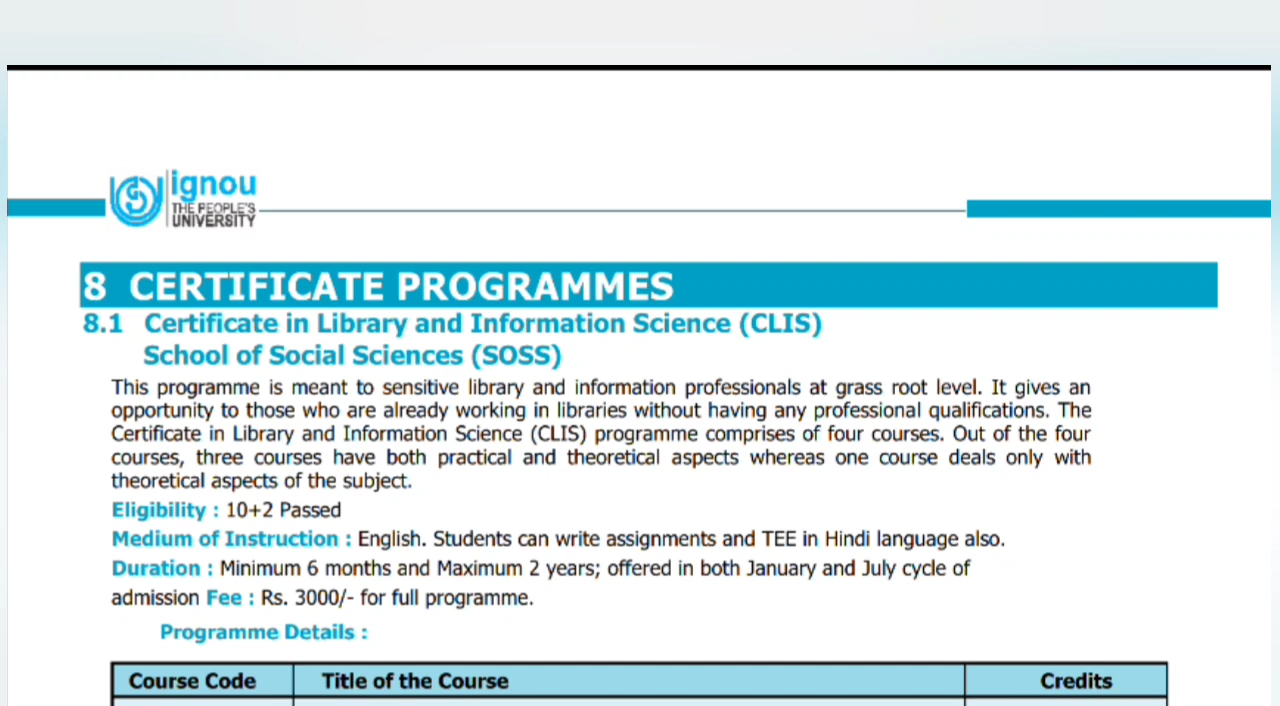 ignou
THE PEOPLE'S
UNIVERSITY
8 CERTIFICATE PROGRAMMES
8.1 Certificate in Library and Information Science (CLIS)
School of Social Sciences (SOSS)
This programme is meant to sensitive library and information professionals at grass root level. It gives an
opportunity to those who are already working in libraries without having any professional qualifications. The
Certificate in Library and Information Science (CLIS) programme comprises of four courses. Out of the four
courses, three courses have both practical and theoretical aspects whereas one course deals only with
theoretical aspects of the subject.
Eligibility : 10+2 Passed
Medium of Instruction : English. Students can write assignments and TEE in Hindi language also.
Duration : Minimum 6 months and Maximum 2 years; offered in both January and July cycle of
admission Fee : Rs. 3000/- for full programme.
Programme Details :
Course Code Title of the Course Credits